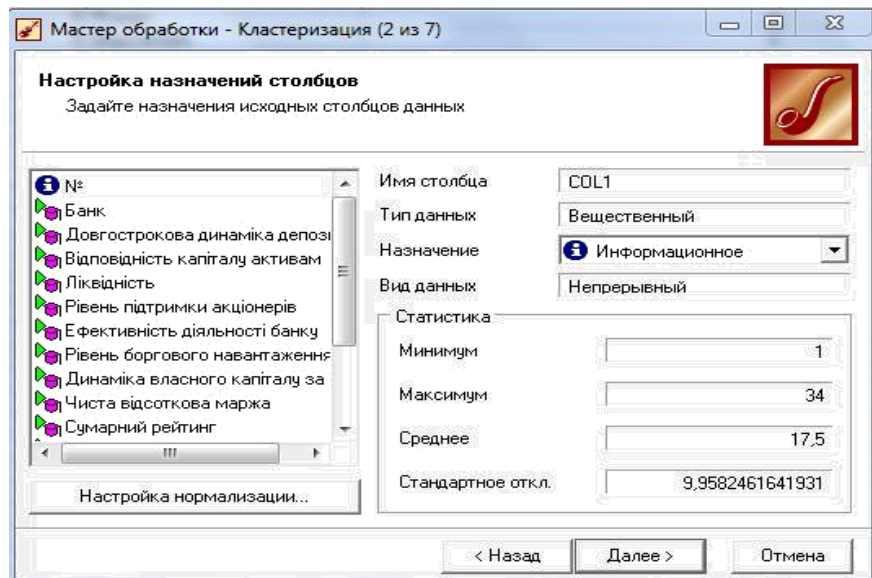 Мастер обработки - Кластеризация (2 из 7)
Настройка назначений столбцов
Задайте назначения исходных столбцов данных
№
Банк
Довгострокова динаміка депозі
Відповідність капіталу активам
Ліквідність
Рівень підтримки акціонерів
Ефективність діяльності банку
Рівень боргового навантаження
Динаміка власного капіталу за
Чиста відсоткова маржа
Сумарний рейтинг
Настройка нормализации...
Имя столбца COL1
Тип данных Вещественный
Назначение Информационное
Вид данных Непрерывный
Статистика
Минимум 1
Максимум 34
Среднее 17,5
Стандартное откл. 9,9582461641931
< Назад Далее > Отмена